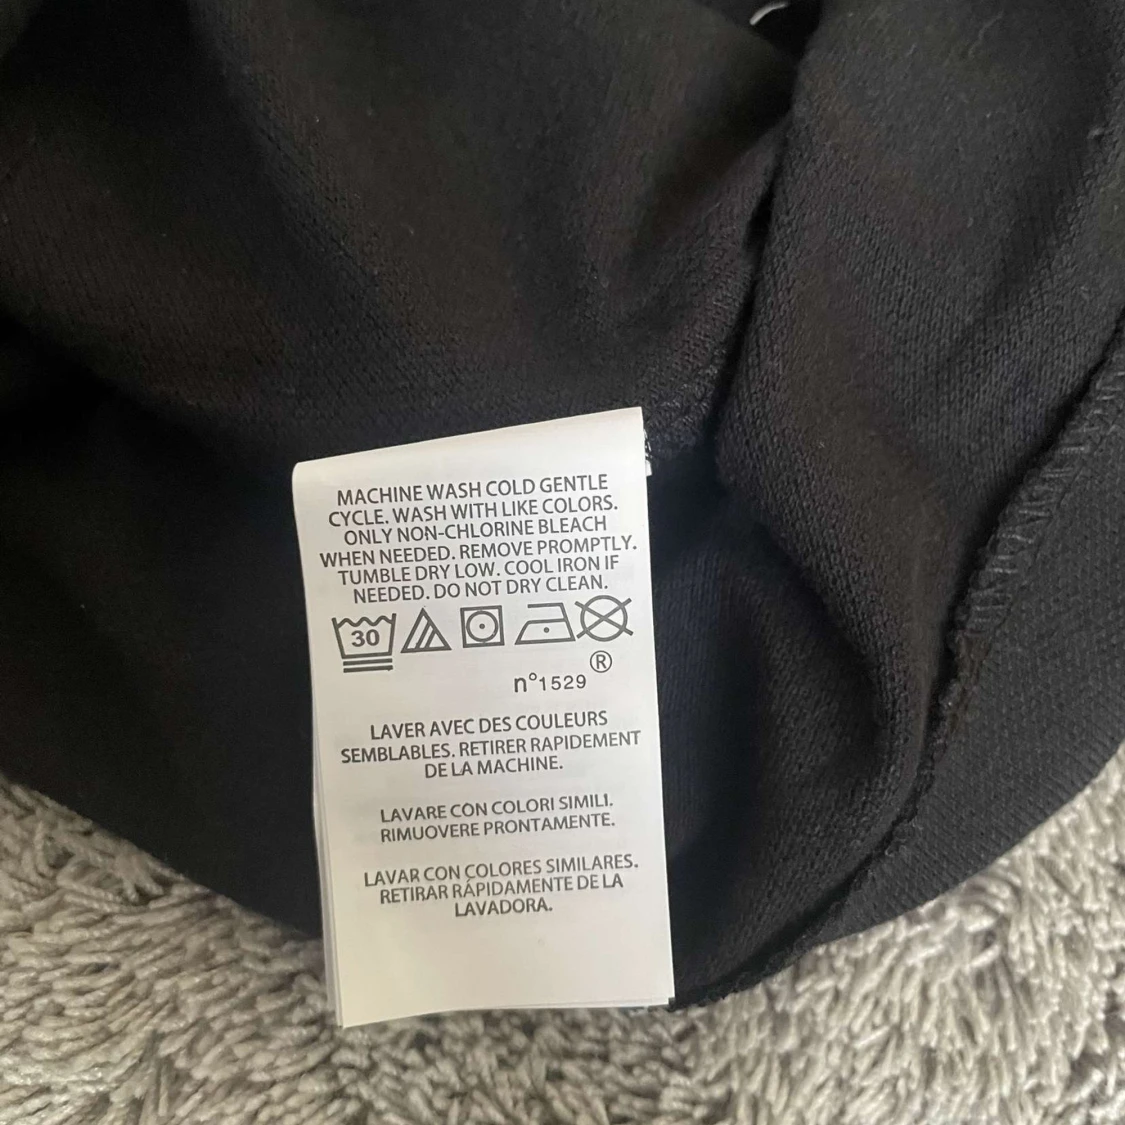 MACHINE WASH COLD GENTLE
CYCLE. WASH WITH LIKE COLORS.
ONLY NON-CHLORINE BLEACH
WHEN NEEDED. REMOVE PROMPTLY.
TUMBLE DRY LOW. COOL IRON IF
NEEDED. DO NOT DRY CLEAN.
30
®
n°1529
LAVER AVEC DES COULEURS
SEMBLABLES. RETIRER RAPIDEMENT
DE LA MACHINE.
LAVARE CON COLORI SIMILI.
RIMUOVERE PRONTAMENTE.
LAVAR CON COLORES SIMILARES.
RETIRAR RÁPIDAMENTE DE LA
LAVADORA.